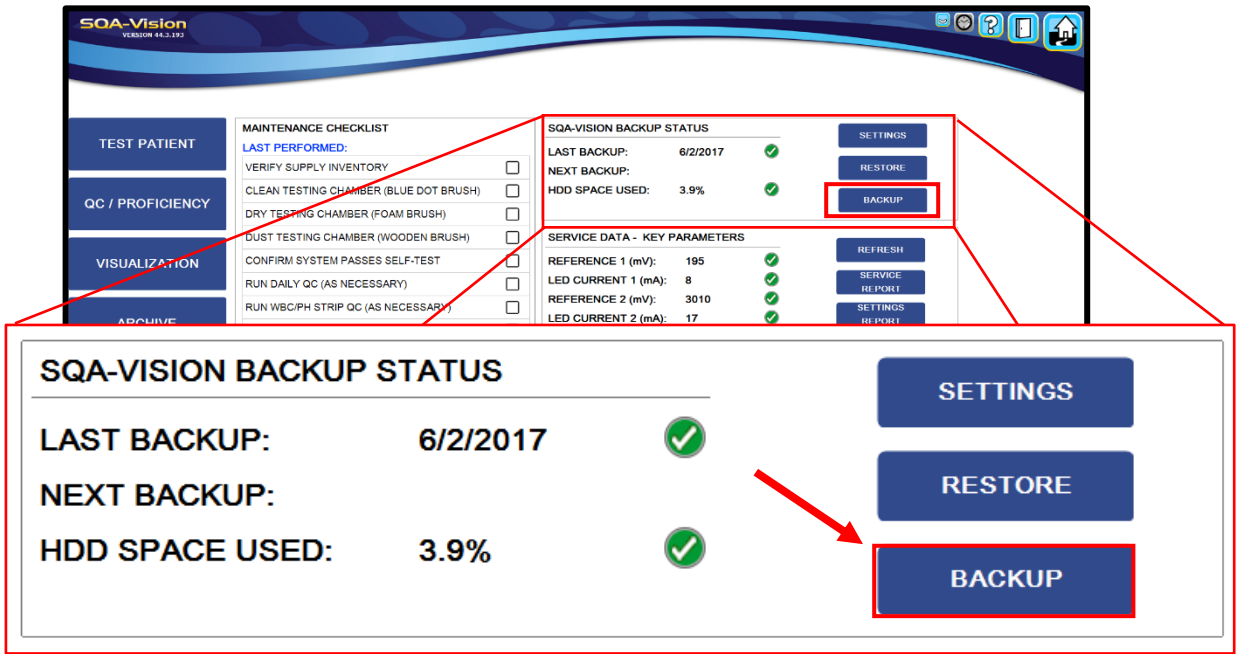 SQA-Vision
VERSION 44.3.193
TEST PATIENT
QC / PROFICIENCY
VISUALIZATION
ARCHIVE
MAINTENANCE CHECKLIST
LAST PERFORMED:
VERIFY SUPPLY INVENTORY
CLEAN TESTING CHAMBER (BLUE DOT BRUSH)
DRY TESTING CHAMBER (FOAM BRUSH)
DUST TESTING CHAMBER (WOODEN BRUSH)
CONFIRM SYSTEM PASSES SELF-TEST
RUN DAILY QC (AS NECESSARY)
RUN WBC/PH STRIP QC (AS NECESSARY)
SQA-VISION BACKUP STATUS
LAST BACKUP: 6/2/2017
NEXT BACKUP:
HDD SPACE USED: 3.9%
SETTINGS
RESTORE
BACKUP
SERVICE DATA - KEY PARAMETERS
REFERENCE 1 (mV): 195
LED CURRENT 1 (mA): 8
REFERENCE 2 (mV): 3010
LED CURRENT 2 (mA): 17
REFRESH
SERVICE
REPORT
SETTINGS
REPORT
SQA-VISION BACKUP STATUS
LAST BACKUP: 6/2/2017
NEXT BACKUP:
HDD SPACE USED: 3.9%
SETTINGS
RESTORE
BACKUP